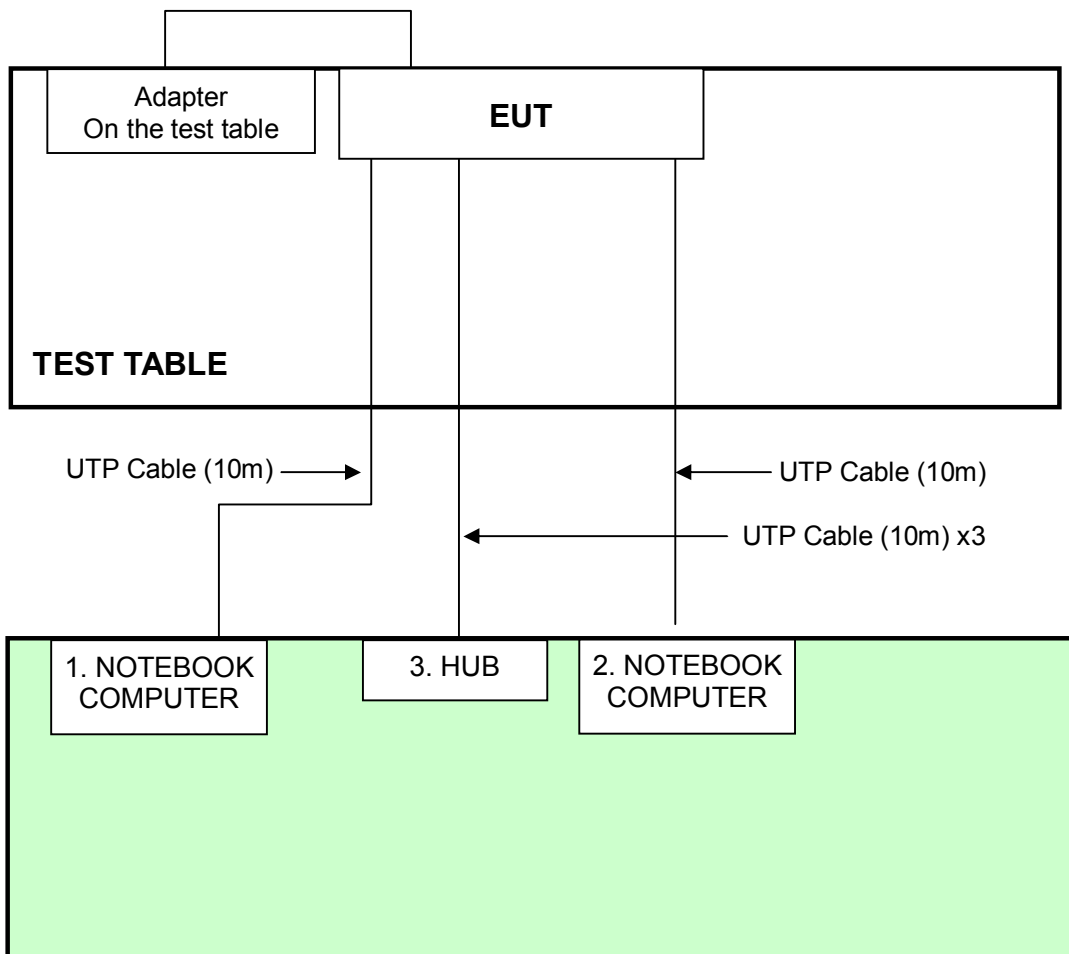 Adapter
On the test table
EUT
TEST TABLE
UTP Cable (10m)
UTP Cable (10m)
UTP Cable (10m) x3
1. NOTEBOOK
COMPUTER
3. HUB
2. NOTEBOOK
COMPUTER